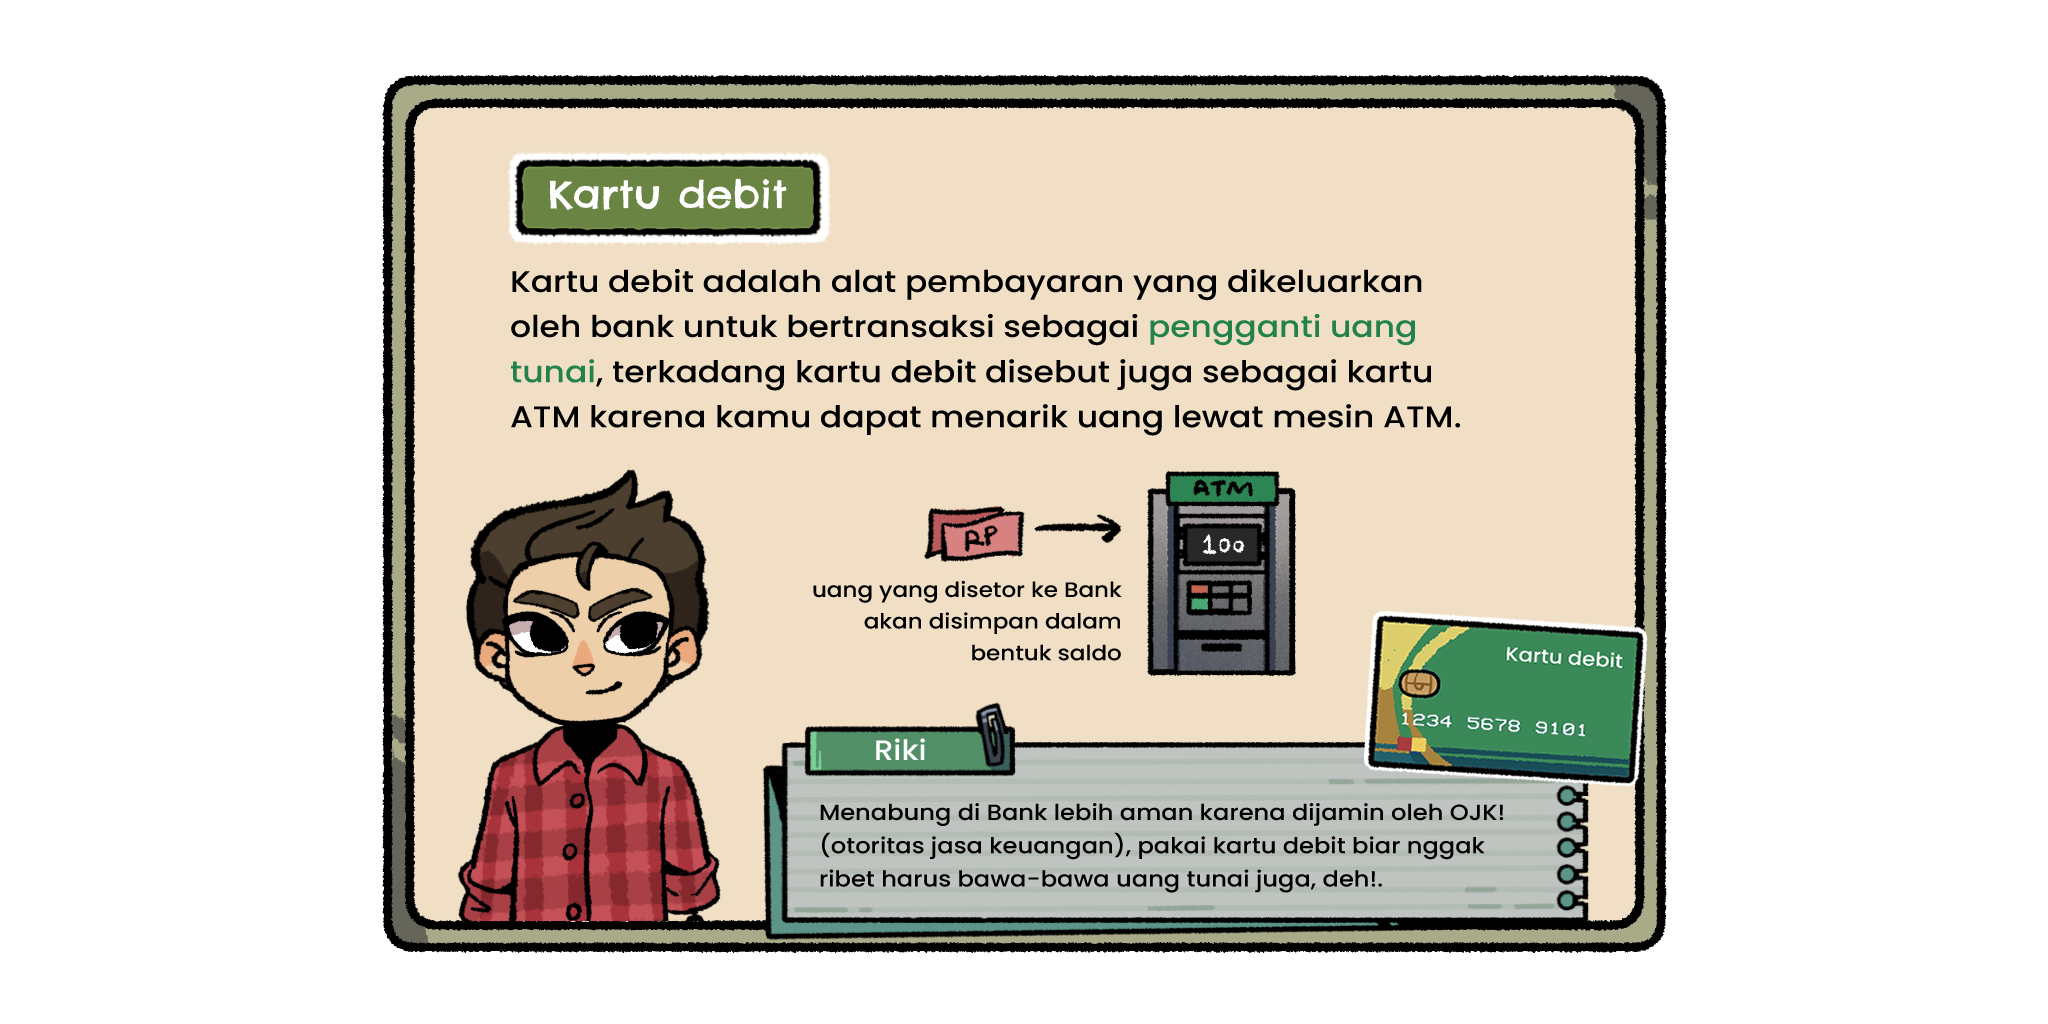 Kartu debit
Kartu debit adalah alat pembayaran yang dikeluarkan
oleh bank untuk bertransaksi sebagai pengganti uang
tunai, terkadang kartu debit disebut juga sebagai kartu
ATM karena kamu dapat menarik uang lewat mesin ATM.
RP
ATM
100
uang yang disetor ke Bank
akan disimpan dalam
bentuk saldo
Kartu debit
1234 5678 9101
Riki
Menabung di Bank lebih aman karena dijamin oleh OJK!
(otoritas jasa keuangan), pakai kartu debit biar nggak
ribet harus bawa-bawa uang tunai juga, deh!.